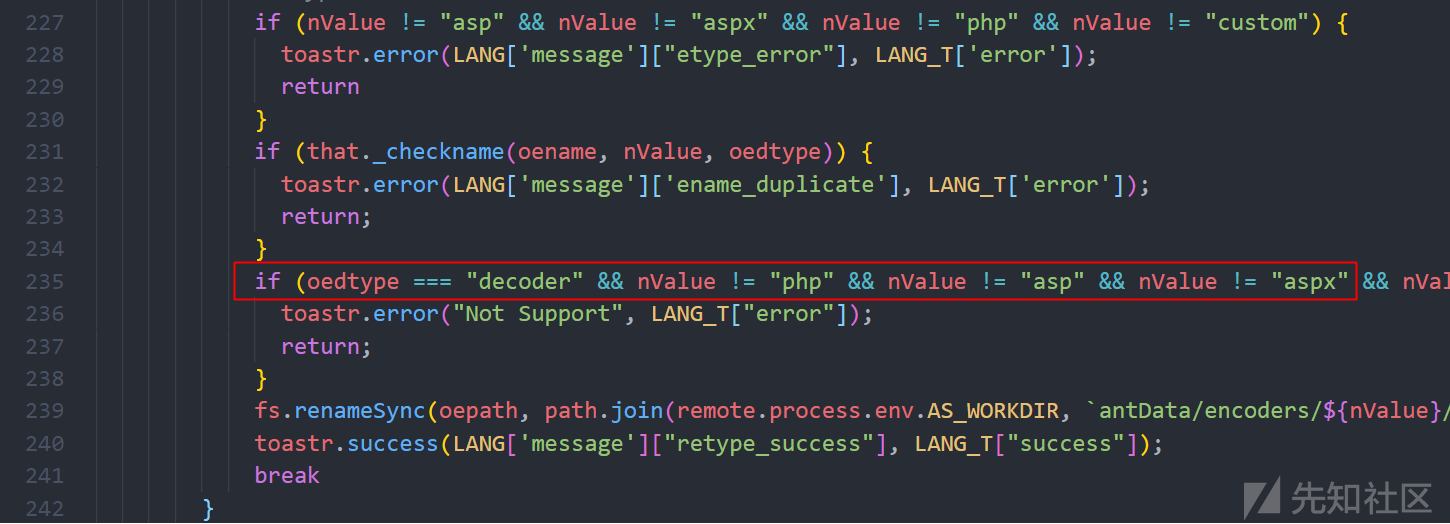 227 if (nValue != "asp" && nValue != "aspx" && nValue != "php" && nValue != "custom") {
228 toastr.error(LANG['message']["etype_error"], LANG_T['error']);
229 return
230 }
231 if (that._checkname(oename, nValue, oedtype)) {
232 toastr.error(LANG['message']['ename_duplicate'], LANG_T['error']);
233 return;
234 }
235 if (oedtype === "decoder" && nValue != "php" && nValue != "asp" && nValue != "aspx" && nVal
236 toastr.error("Not Support", LANG_T["error"]);
237 return;
238 }
239 fs.renameSync(oepath, path.join(remote.process.env.AS_WORKDIR, `antData/encoders/${nValue}/
240 toastr.success(LANG['message']["retype_success"], LANG_T["success"]);
241 break
242 }
先知社区